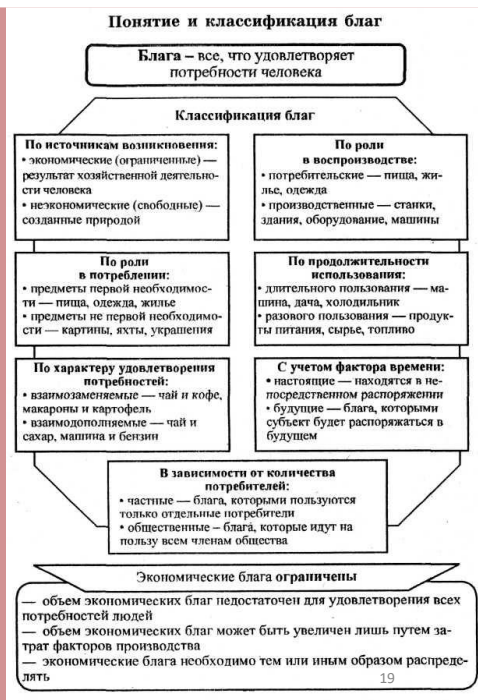 Понятие и классификация благ
Блага – все, что удовлетворяет
потребности человека
Классификация благ
По источникам возникновения:
• экономические (ограниченные) —
результат хозяйственной деятельно-
сти человека
• неэкономические (свободные) —
созданные природой
По роли
в воспроизводстве:
• потребительские — пища, жи-
лье, одежда
• производственные — станки,
здания, оборудование, машины
По роли
в потреблении:
• предметы первой необходимос-
ти — пища, одежда, жилье
• предметы не первой необходимо-
сти — картины, яхты, украшения
По продолжительности
использования:
• длительного пользования — ма-
шина, дача, холодильник
• разового пользования — продук-
ты питания, сырье, топливо
По характеру удовлетворения
потребностей:
• взаимозаменяемые — чай и кофе,
макароны и картофель
• взаимодополняемые — чай и
сахар, машина и бензин
С учетом фактора времени:
• настоящие — находятся в не-
посредственном распоряжении
• будущие — блага, которыми
субъект будет распоряжаться в
будущем
В зависимости от количества
потребителей:
• частные — блага, которыми пользуются
только отдельные потребители
• общественные – блага, которые идут на
пользу всем членам общества
Экономические блага ограничены
— объем экономических благ недостаточен для удовлетворения всех
потребностей людей
— объем экономических благ может быть увеличен лишь путем за-
трат факторов производства
— экономические блага необходимо тем или иным образом распреде-
лять
19